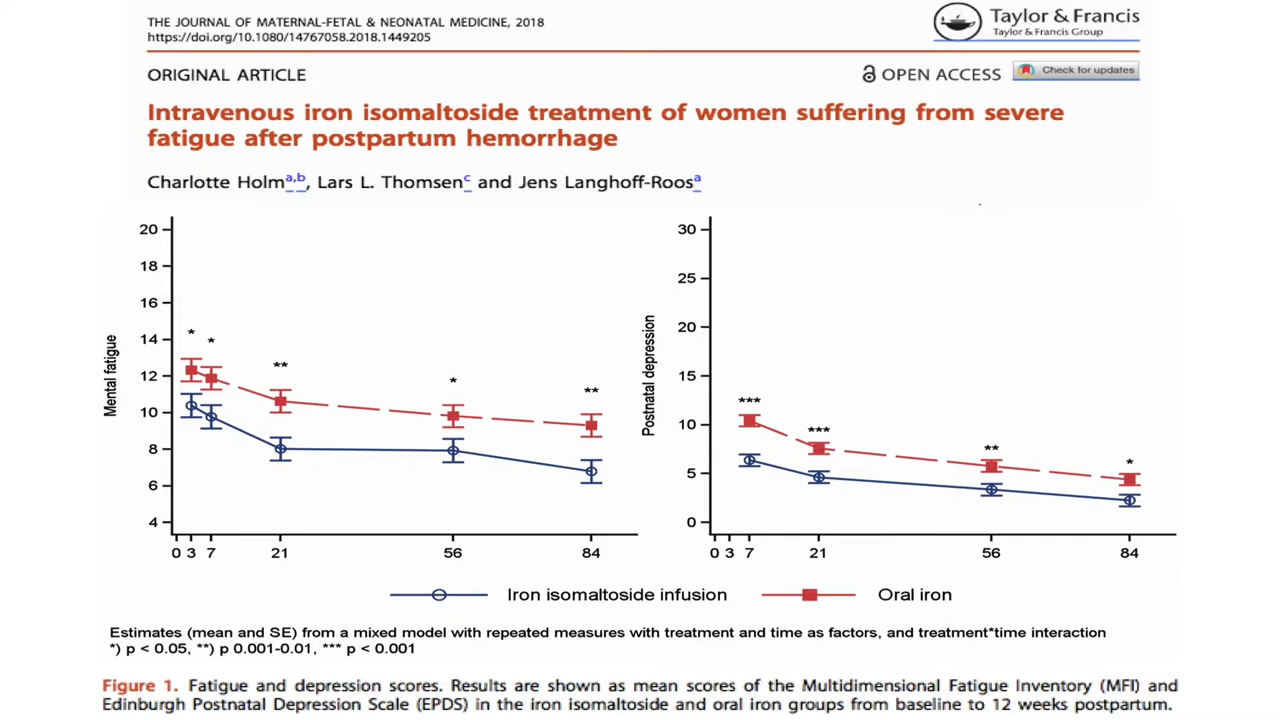 THE JOURNAL OF MATERNAL-FETAL & NEONATAL MEDICINE, 2018
https://doi.org/10.1080/14767058.2018.1449205
Taylor & Francis
Taylor & Francis Group
ORIGINAL ARTICLE
OPEN ACCESS
Check for updates
Intravenous iron isomaltoside treatment of women suffering from severe
fatigue after postpartum hemorrhage
Charlotte Holma,b, Lars L. Thomsenc and Jens Langhoff-Roosa
Mental fatigue
20
18
16
14
12
10
8
6
4
* * ** * **
0 3 7 21 56 84
Postnatal depression
30
25
20
15
10
5
0
*** *** ** *
0 3 7 21 56 84
Iron isomaltoside infusion Oral iron
Estimates (mean and SE) from a mixed model with repeated measures with treatment and time as factors, and treatment*time interaction
*) p < 0.05, **) p 0.001-0.01, *** p < 0.001
Figure 1. Fatigue and depression scores. Results are shown as mean scores of the Multidimensional Fatigue Inventory (MFI) and
Edinburgh Postnatal Depression Scale (EPDS) in the iron isomaltoside and oral iron groups from baseline to 12 weeks postpartum.